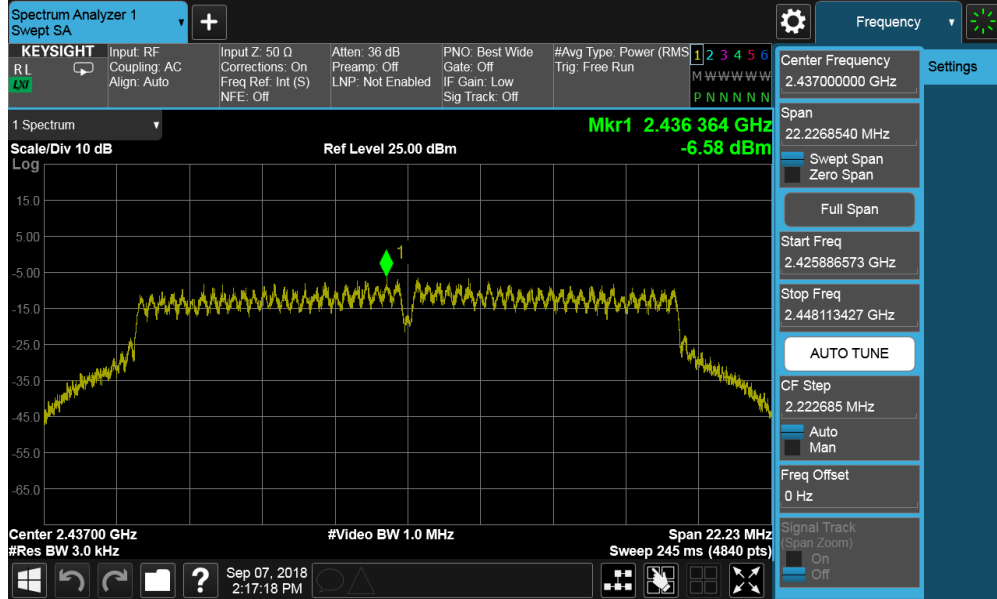 Spectrum Analyzer 1
Swept SA
+
Frequency
KEYSIGHT
R L
LXI
Input: RF
Coupling: AC
Align: Auto
Input Z: 50 Ω
Corrections: On
Freq Ref: Int (S)
NFE: Off
Atten: 36 dB
Preamp: Off
LNP: Not Enabled
PNO: Best Wide
Gate: Off
IF Gain: Low
Sig Track: Off
#Avg Type: Power (RMS
Trig: Free Run
1 2 3 4 5 6
M W W W W W
P N N N N N
Center Frequency
2.437000000 GHz
Settings
Span
22.2268540 MHz
Swept Span
Zero Span
Full Span
Start Freq
2.425886573 GHz
Stop Freq
2.448113427 GHz
AUTO TUNE
CF Step
2.222685 MHz
Auto
Man
Freq Offset
0 Hz
Signal Track
(Span Zoom)
On
Off
1 Spectrum
Mkr1 2.436 364 GHz
-6.58 dBm
Scale/Div 10 dB
Ref Level 25.00 dBm
Log
15.0
5.00
-5.00
-15.0
-25.0
-35.0
-45.0
-55.0
-65.0
1
Center 2.43700 GHz
#Video BW 1.0 MHz
Span 22.23 MHz
#Res BW 3.0 kHz
Sweep 245 ms (4840 pts)
?
Sep 07, 2018
2:17:18 PM